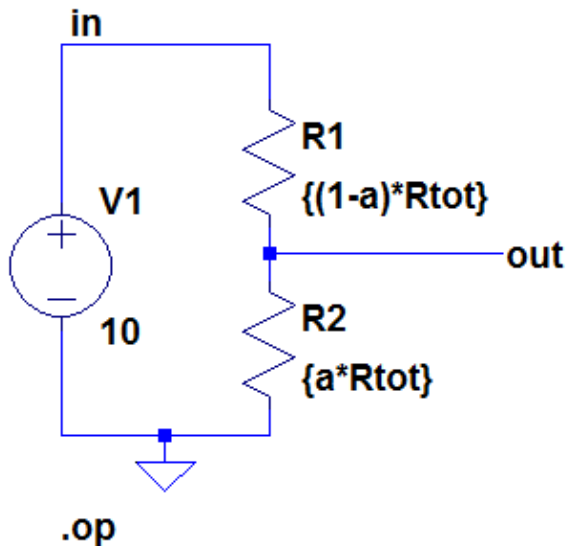 in
R1
{(1-a)*Rtot}
V1
out
10
R2
{a*Rtot}
.op